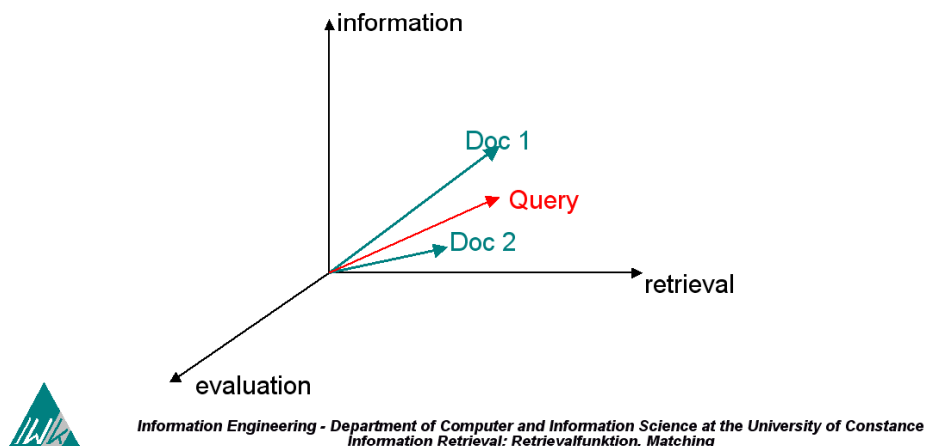 information
Doc 1
Query
Doc 2
retrieval
evaluation
IWK
Information Engineering - Department of Computer and Information Science at the University of Constance
Information Retrieval: Retrievalfunktion, Matching